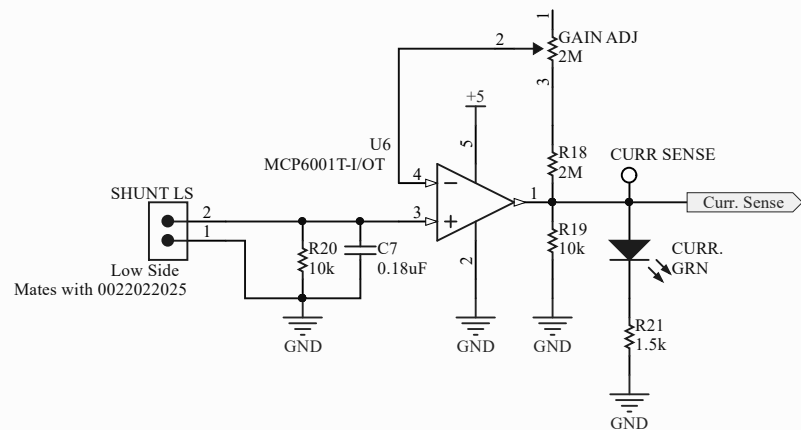 1
2
GAIN ADJ
2M
3
+5
U6
MCP6001T-I/OT
5
R18
2M
CURR SENSE
4
1
Curr. Sense
SHUNT LS
2
3
1
R20
10k
C7
0.18uF
2
R19
10k
CURR.
GRN
Low Side
Mates with 0022022025
R21
1.5k
GND
GND
GND
GND